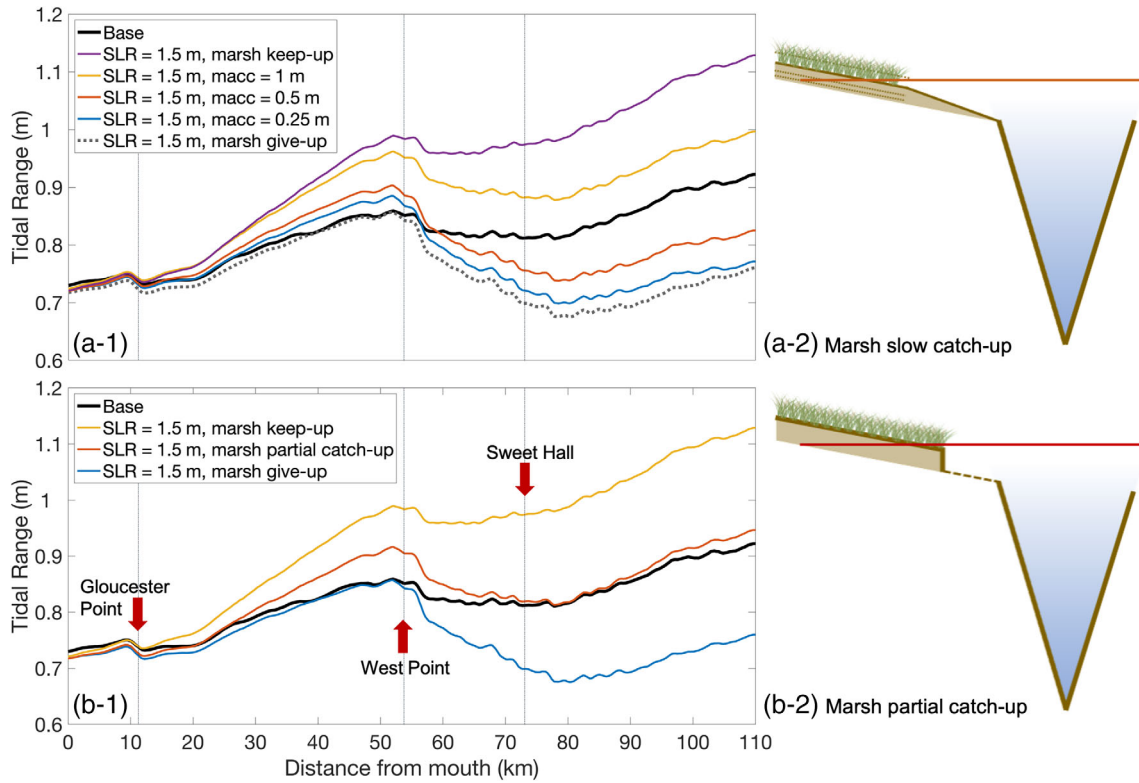 1.2
1.1
1
0.9
0.8
0.7
0.6
Tidal Range (m)
Base
SLR = 1.5 m, marsh keep-up
SLR = 1.5 m, macc = 1 m
SLR = 1.5 m, macc = 0.5 m
SLR = 1.5 m, macc = 0.25 m
SLR = 1.5 m, marsh give-up
(a-1)
(a-2) Marsh slow catch-up
1.2
1.1
1
0.9
0.8
0.7
0.6
Tidal Range (m)
Base
SLR = 1.5 m, marsh keep-up
SLR = 1.5 m, marsh partial catch-up
SLR = 1.5 m, marsh give-up
Sweet Hall
Gloucester
Point
West Point
(b-1)
(b-2) Marsh partial catch-up
0 10 20 30 40 50 60 70 80 90 100 110
Distance from mouth (km)